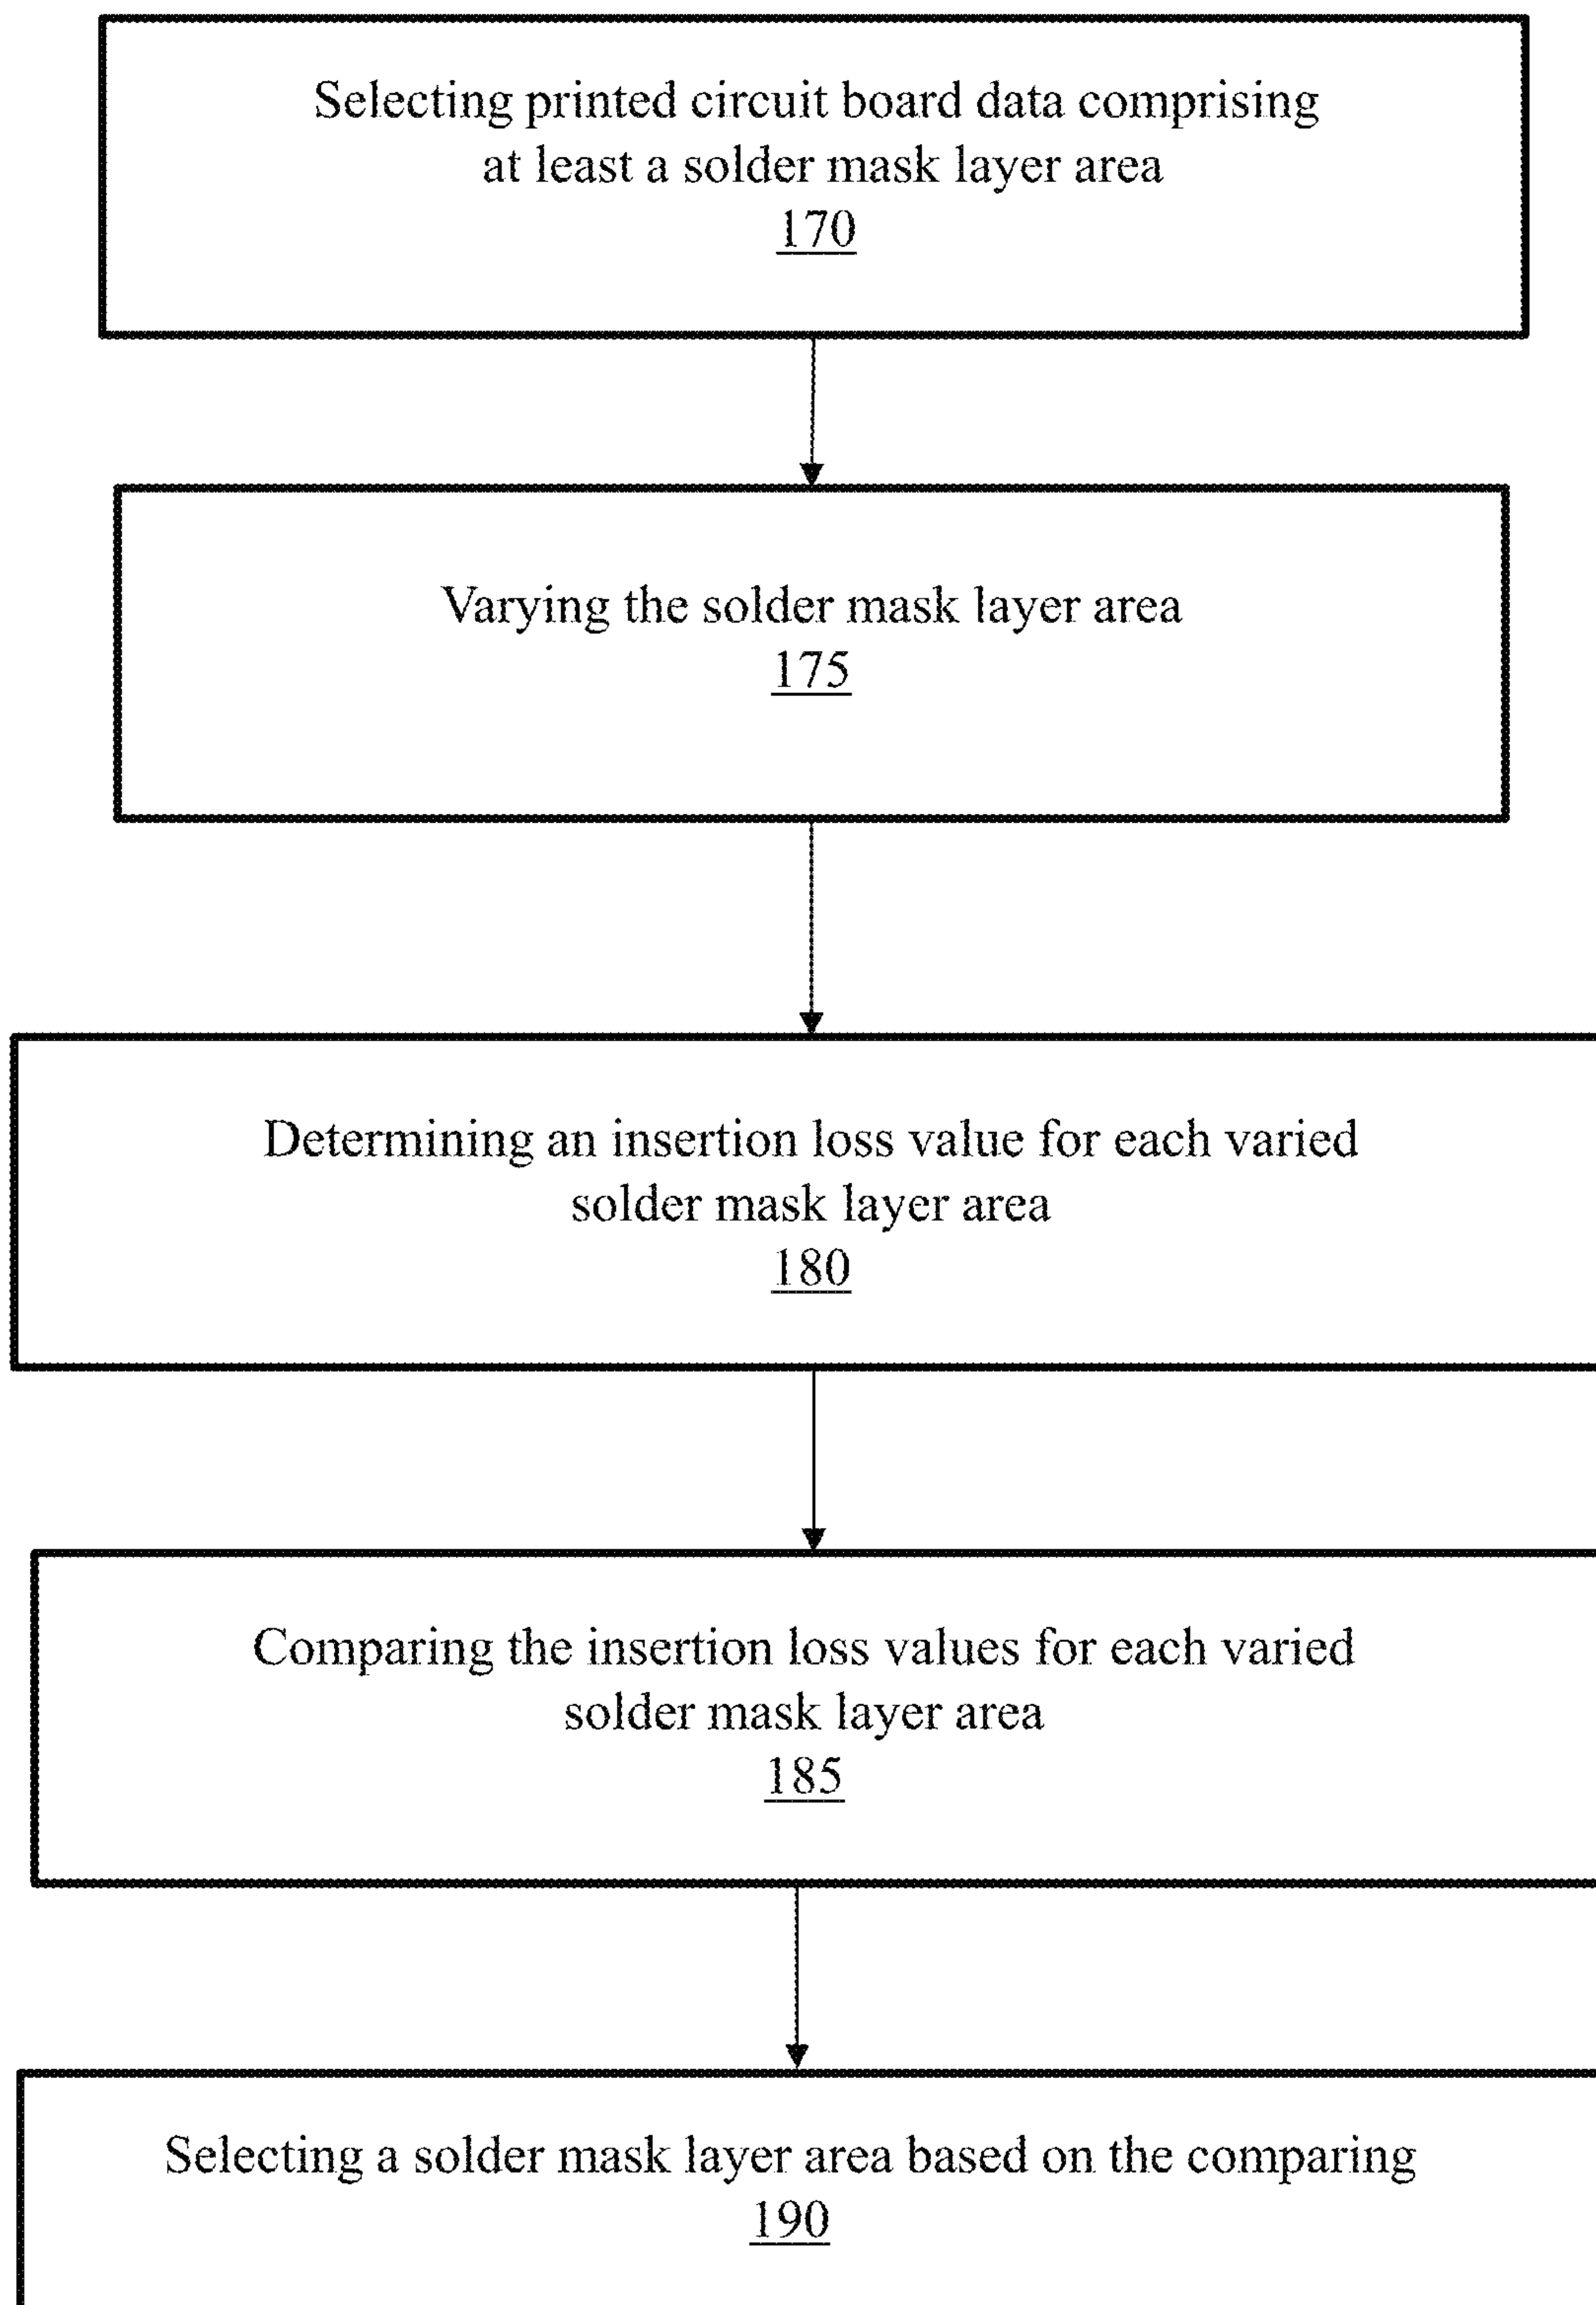 Selecting printed circuit board data comprising
at least a solder mask layer area
170
Varying the solder mask layer area
175
Determining an insertion loss value for each varied
solder mask layer area
180
Comparing the insertion loss values for each varied
solder mask layer area
185
Selecting a solder mask layer area based on the comparing
190